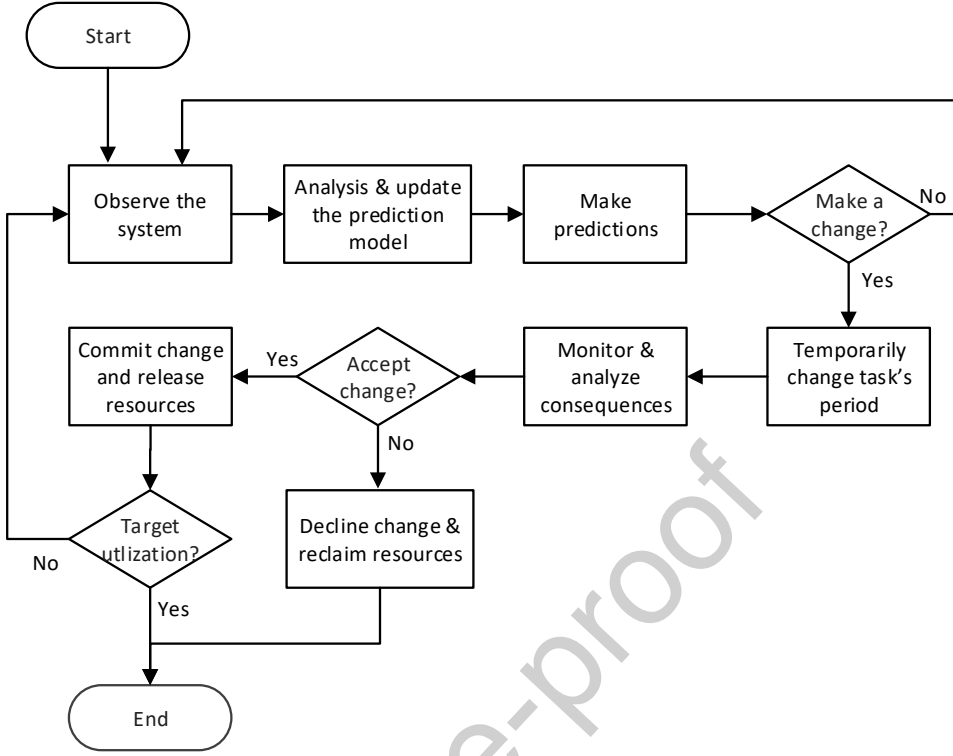 Start
Observe the
system
Analysis & update
the prediction
model
Make
predictions
Make a
change?
No
Yes
Temporarily
change task's
period
Monitor &
analyze
consequences
Accept
change?
Yes
No
Commit change
and release
resources
Decline change &
reclaim resources
Target
utlization?
No
Yes
End
e-proof